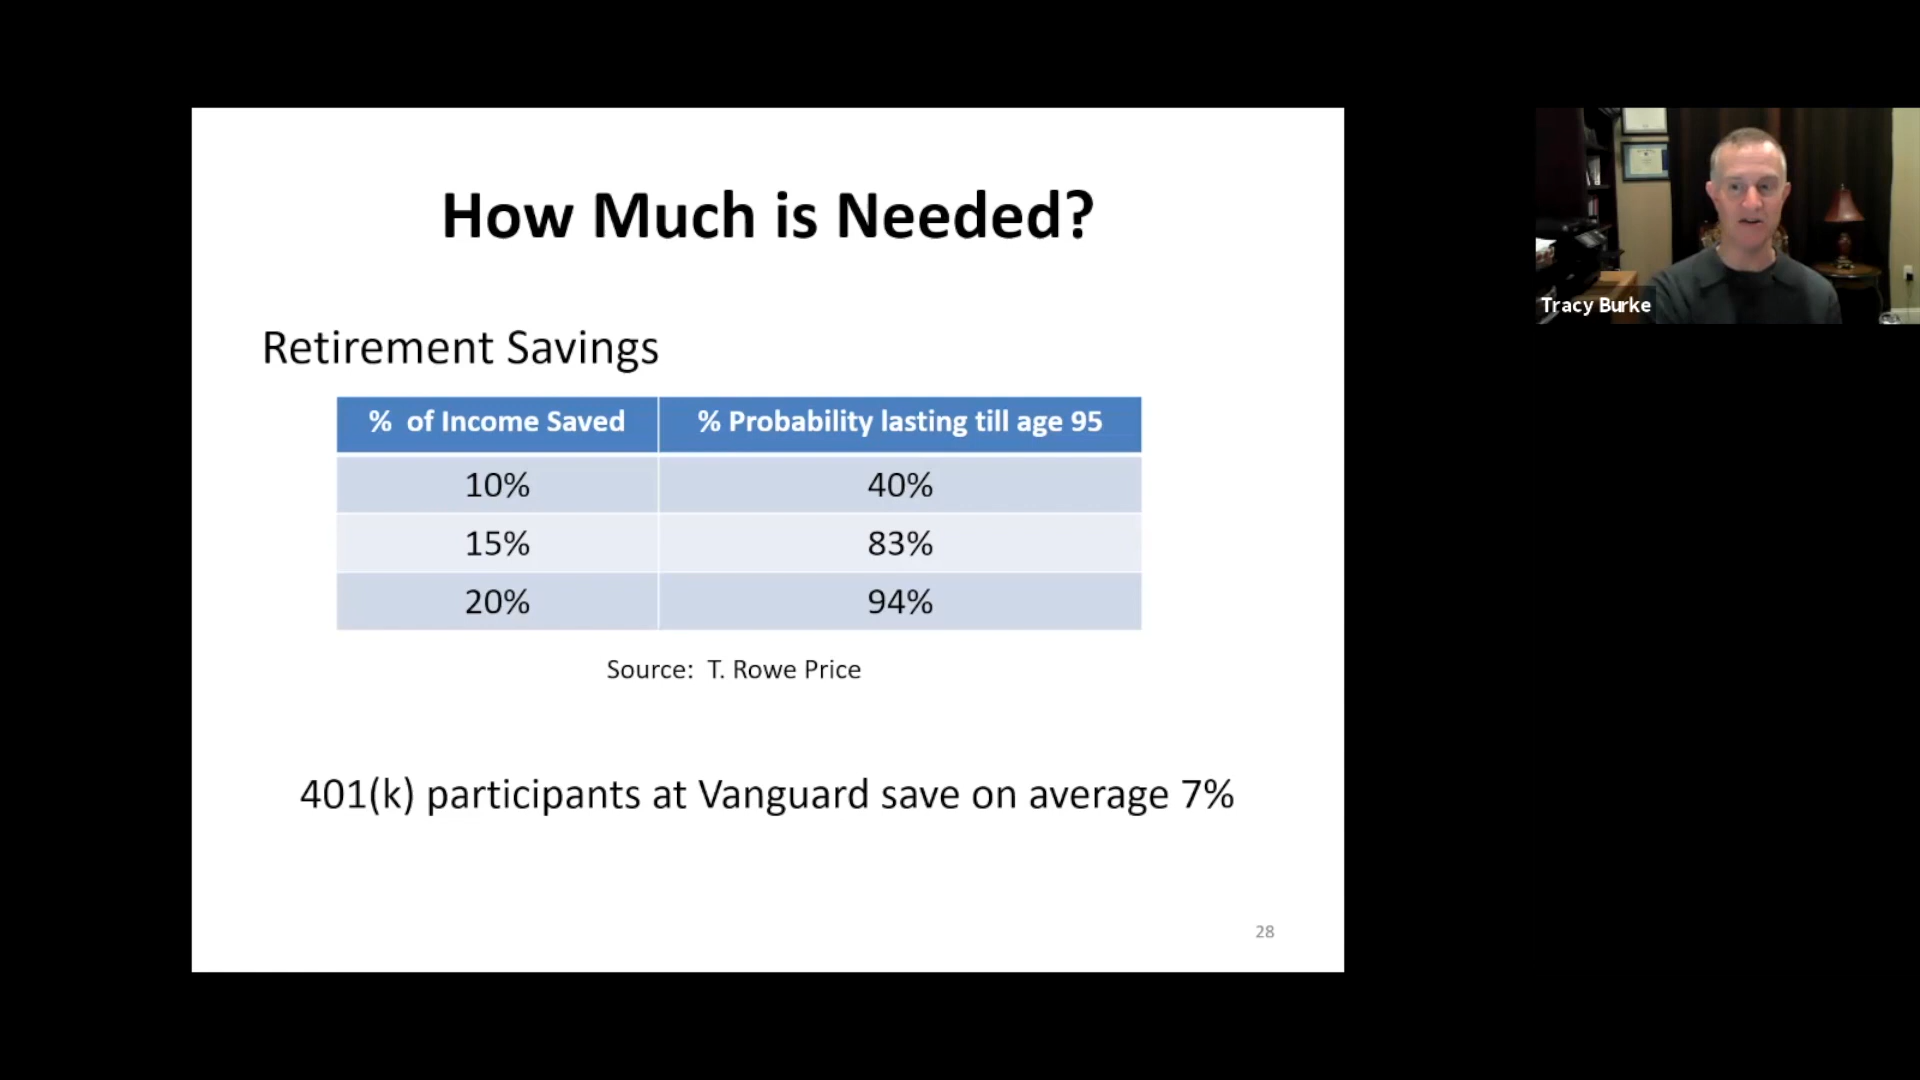 How Much is Needed?
Retirement Savings
% of Income Saved % Probability lasting till age 95
10% 40%
15% 83%
20% 94%
Source: T. Rowe Price
401(k) participants at Vanguard save on average 7%
28
Tracy Burke